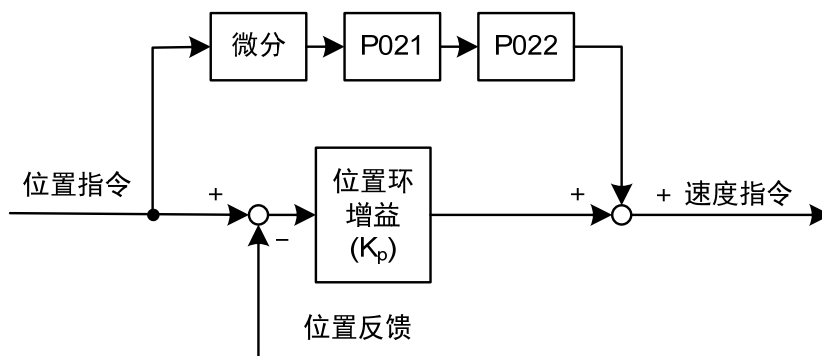 微分
P021
P022
位置指令
+
−
位置环
增益
(Kp)
+
+
速度指令
位置反馈